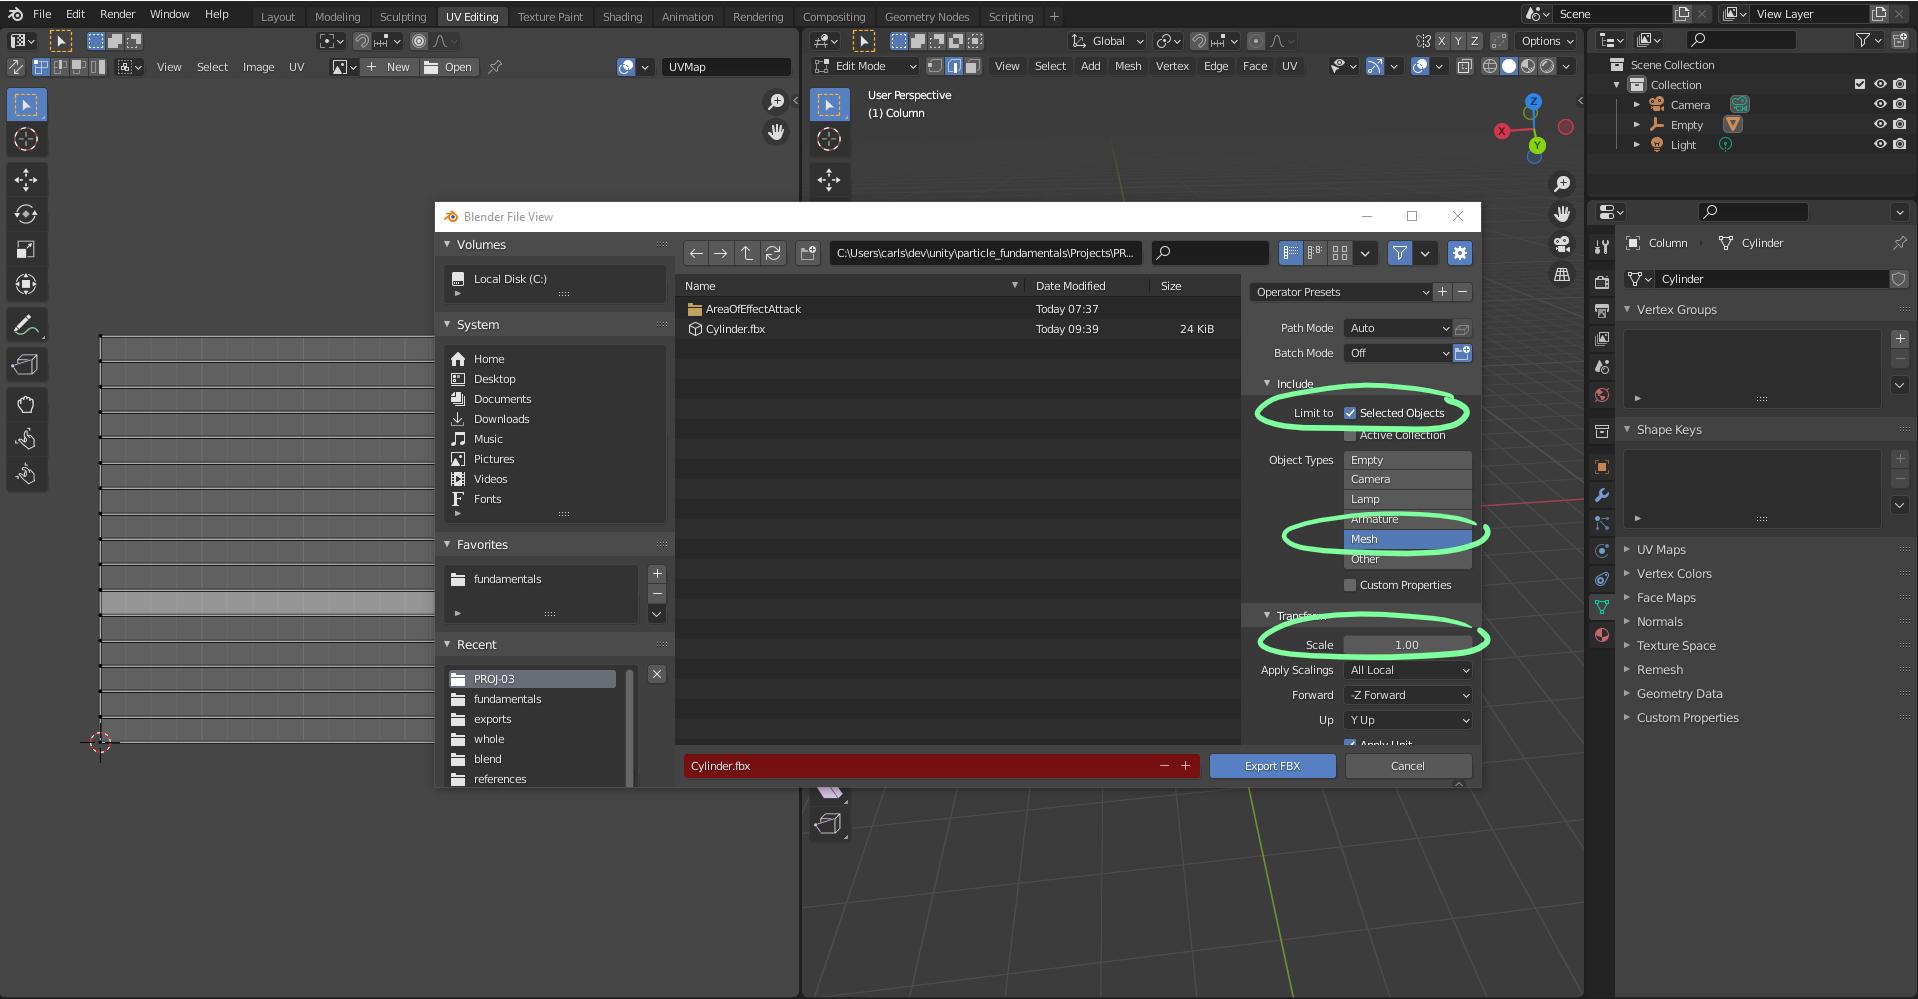 File Edit Render Window Help Layout Modeling Sculpting UV Editing Texture Paint Shading Animation Rendering Compositing Geometry Nodes Scripting + Scene View Layer
Global X Y Z Options
View Select Image UV New Open UVMap
Edit Mode View Select Add Mesh Vertex Edge Face UV
Scene Collection
Collection
Camera
Empty
Light
User Perspective
(1) Column
Z
X
Y
Blender File View
Volumes
Local Disk (C:)
System
Home
Desktop
Documents
Downloads
Music
Pictures
Videos
Fonts
Favorites
fundamentals
Recent
PROJ-03
fundamentals
exports
whole
blend
references
C:\Users\carls\dev\unity\particle_fundamentals\Projects\PR...
Name Date Modified Size
AreaOfEffectAttack Today 07:37
Cylinder.fbx Today 09:39 24 KiB
Operator Presets
Path Mode Auto
Batch Mode Off
Include
Limit to Selected Objects
Active Collection
Object Types Empty
Camera
Lamp
Armature
Mesh
Other
Custom Properties
Transform
Scale 1.00
Apply Scalings All Local
Forward -Z Forward
Up Y Up
Apply Unit
Cylinder.fbx
Export FBX Cancel
Column Cylinder
Cylinder
Vertex Groups
Shape Keys
UV Maps
Vertex Colors
Face Maps
Normals
Texture Space
Remesh
Geometry Data
Custom Properties